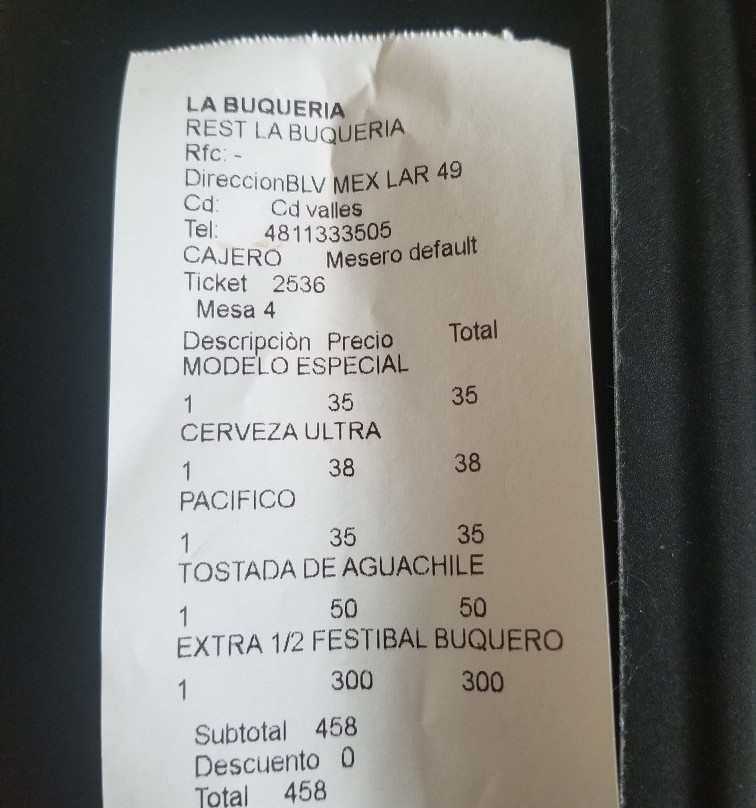 LA BUQUERIA
REST LA BUQUERIA
Rfc: -
DireccionBLV MEX LAR 49
Cd: Cd valles
Tel: 4811333505
CAJERO Mesero default
Ticket 2536
Mesa 4
Descripciòn Precio Total
MODELO ESPECIAL
1 35 35
CERVEZA ULTRA
1 38 38
PACIFICO
1 35 35
TOSTADA DE AGUACHILE
1 50 50
EXTRA 1/2 FESTIBAL BUQUERO
1 300 300
Subtotal 458
Descuento 0
Total 458